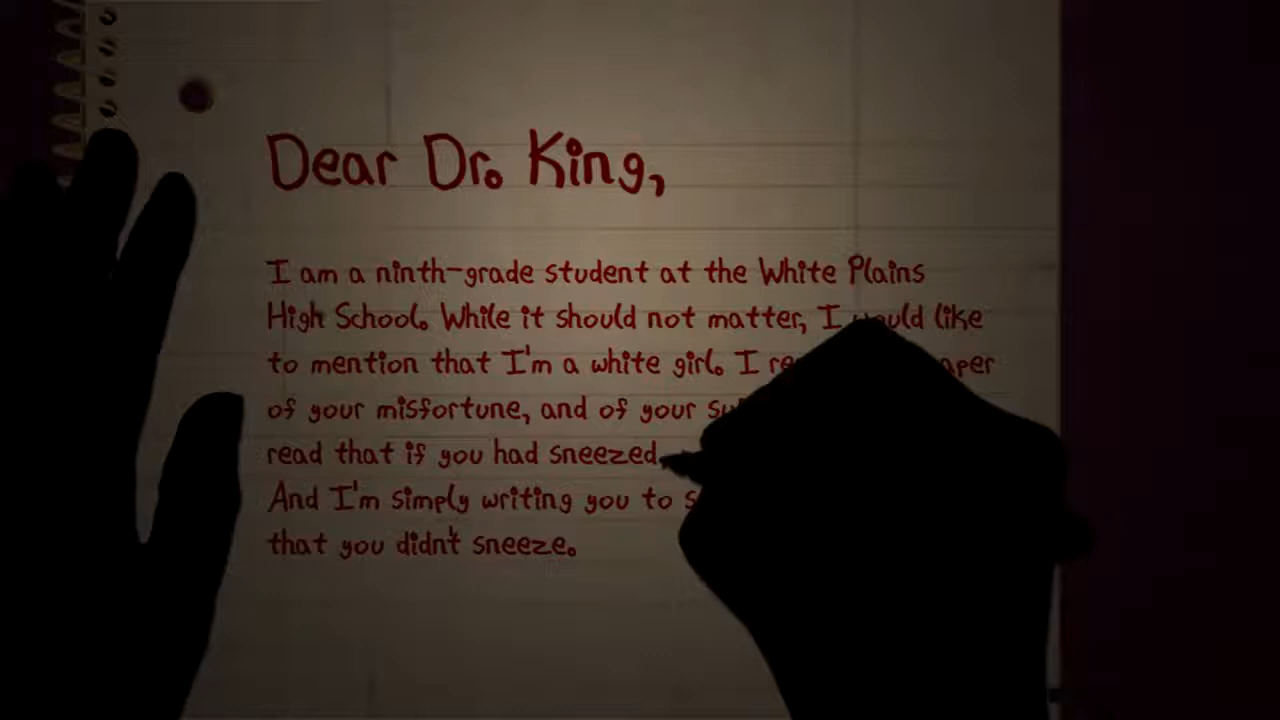 Dear Dr. King,
I am a ninth-grade student at the White Plains
High School. While it should not matter, I would like
to mention that I'm a white girl. I
of your misfortune, and of your
read that if you had sneezed,
And I'm simply writing you to
that you didn't sneeze.